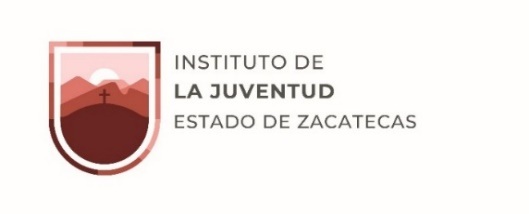 INSTITUTO DE
LA JUVENTUD
ESTADO DE ZACATECAS